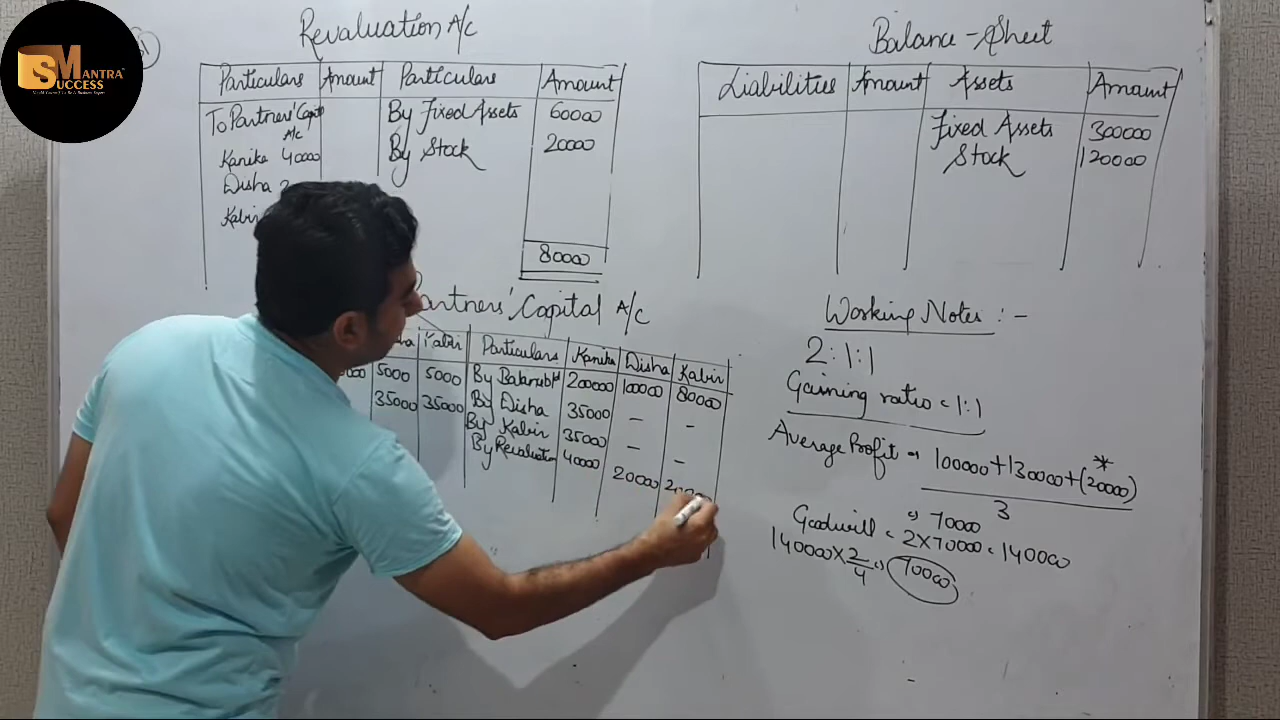 SM
MANTRA
SUCCESS
Revaluation A/c
Particulars Amount Particulars Amount
To Partners' Capital A/c By Fixed Assets 60000
Kanika 40000 By Stock 20000
Disha
Kabir
80000
Partners' Capital A/c
Kabir Particulars Kanika Disha Kabir
5000 5000 By Balance b/d 200000 100000 80000
35000 35000 By Disha 35000 - -
By Kabir 35000 - -
By Revaluation 40000 20000
Balance-Sheet
Liabilities Amount Assets Amount
Fixed Assets 300000
Stock 120000
Working Notes :-
2:1:1
Gaining ratio = 1:1
Average Profit ⇒ 100000+130000+(20000)*
3
⇒ 70000
Goodwill = 2×70000 = 140000
140000 × 2/4 ⇒ 70000